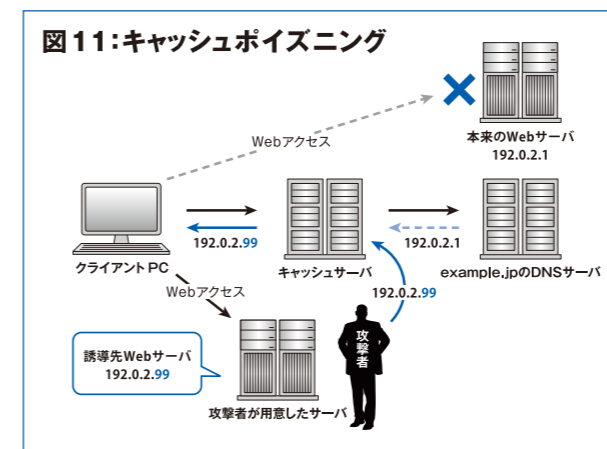 図11:キャッシュポイズニング
本来のWebサーバ
192.0.2.1
Webアクセス
192.0.2.99
192.0.2.1
クライアントPC
キャッシュサーバ
example.jpのDNSサーバ
Webアクセス
192.0.2.99
誘導先Webサーバ
192.0.2.99
攻撃者
攻撃者が用意したサーバ